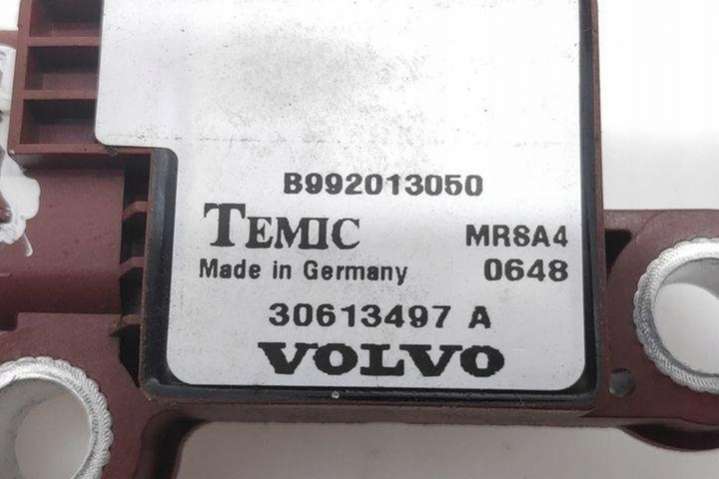 B992013050
TEMIC MR8A4
Made in Germany 0648
30613497 A
VOLVO